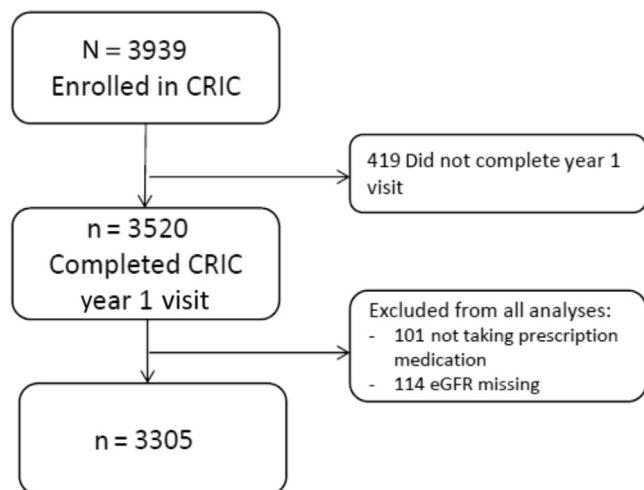 N = 3939
Enrolled in CRIC
419 Did not complete year 1
visit
n = 3520
Completed CRIC
year 1 visit
Excluded from all analyses:
- 101 not taking prescription
medication
- 114 eGFR missing
n = 3305